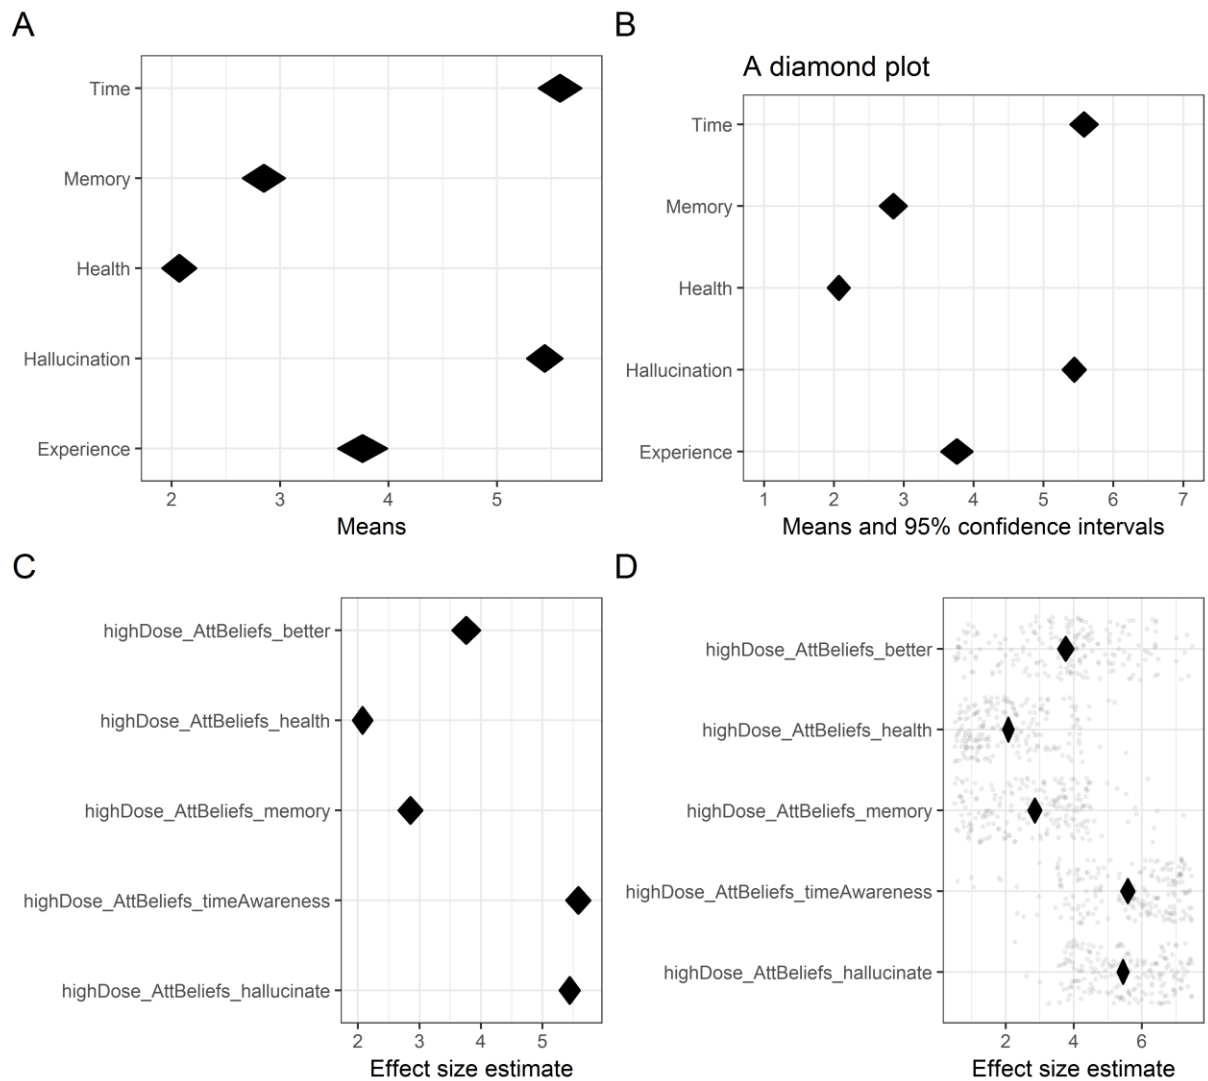 A
Time
Memory
Health
Hallucination
Experience
2 3 4 5
Means
B
A diamond plot
Time
Memory
Health
Hallucination
Experience
1 2 3 4 5 6 7
Means and 95% confidence intervals
C
highDose_AttBeliefs_better
highDose_AttBeliefs_health
highDose_AttBeliefs_memory
highDose_AttBeliefs_timeAwareness
highDose_AttBeliefs_hallucinate
2 3 4 5
Effect size estimate
D
highDose_AttBeliefs_better
highDose_AttBeliefs_health
highDose_AttBeliefs_memory
highDose_AttBeliefs_timeAwareness
highDose_AttBeliefs_hallucinate
2 4 6
Effect size estimate